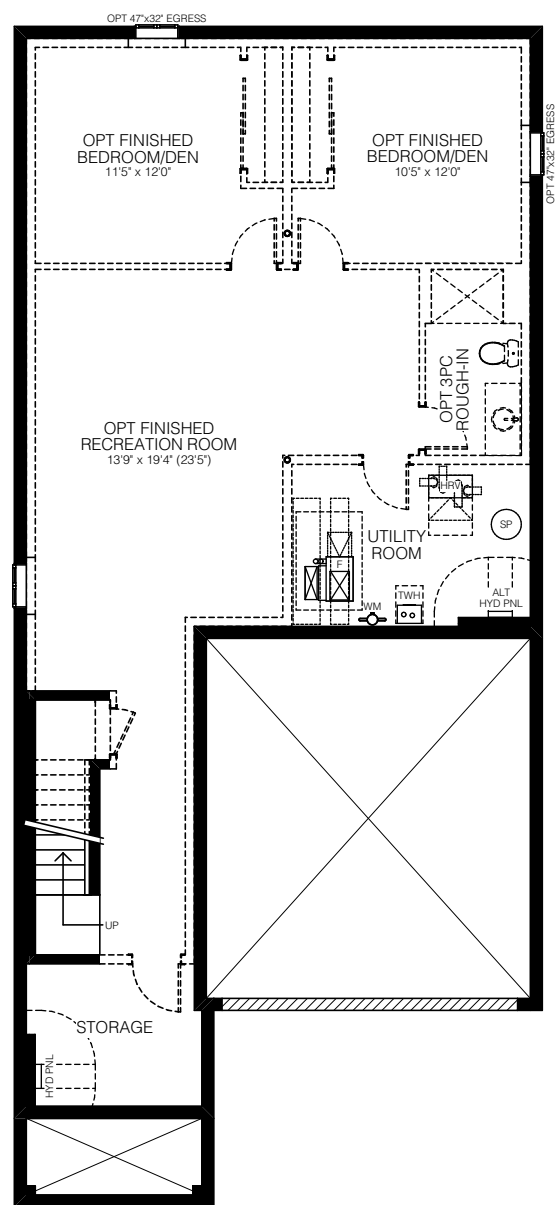 OPT 47"x32" EGRESS
OPT FINISHED
BEDROOM/DEN
11'5" x 12'0"
OPT FINISHED
BEDROOM/DEN
10'5" x 12'0"
OPT 47"x32" EGRESS
OPT 3PC
ROUGH-IN
OPT FINISHED
RECREATION ROOM
13'9" x 19'4" (23'5")
HRV
SP
UTILITY
ROOM
F
TWH
WM
ALT
HYD PNL
UP
STORAGE
HYD PNL